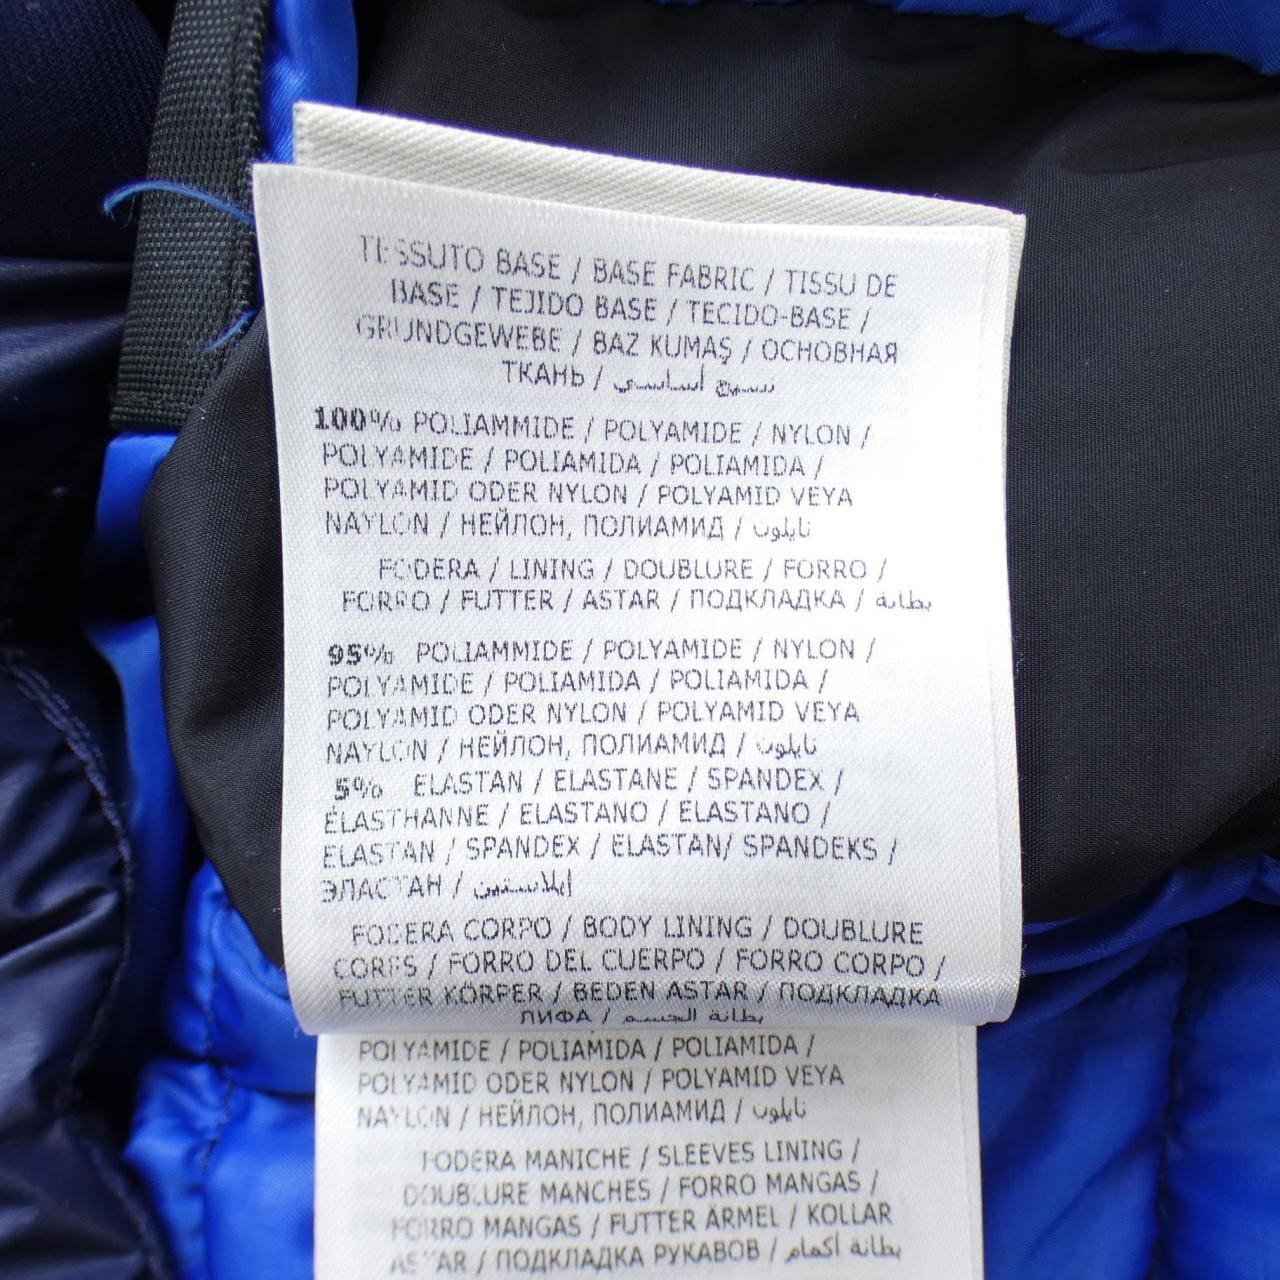 TESSUTO BASE / BASE FABRIC / TISSU DE
BASE / TEJIDO BASE / TECIDO-BASE /
GRUNDGEWEBE / BAZ KUMAŞ / ОСНОВНАЯ
ТКАНЬ / نسيج أساسي
100% POLIAMMIDE / POLYAMIDE / NYLON /
POLYAMIDE / POLIAMIDA / POLIAMIDA /
POLYAMID ODER NYLON / POLYAMID VEYA
NAYLON / НЕЙЛОН, ПОЛИАМИД / نايلون
FODERA / LINING / DOUBLURE / FORRO /
FORRO / FUTTER / ASTAR / ПОДКЛАДКА / بطانة
95% POLIAMMIDE / POLYAMIDE / NYLON /
POLYAMIDE / POLIAMIDA / POLIAMIDA /
POLYAMID ODER NYLON / POLYAMID VEYA
NAYLON / НЕЙЛОН, ПОЛИАМИД / نايلون
5% ELASTAN / ELASTANE / SPANDEX /
ÉLASTHANNE / ELASTANO / ELASTANO /
ELASTAN / SPANDEX / ELASTAN/ SPANDEKS /
ЭЛАСТАН / إيلاستين
FODERA CORPO / BODY LINING / DOUBLURE
CORPS / FORRO DEL CUERPO / FORRO CORPO /
FUTTER KÖRPER / BEDEN ASTAR / ПОДКЛАДКА
ЛИФА / بطانة الجسم
POLYAMIDE / POLIAMIDA / POLIAMIDA /
POLYAMID ODER NYLON / POLYAMID VEYA
NAYLON / НЕЙЛОН, ПОЛИАМИД / نايلون
FODERA MANICHE / SLEEVES LINING /
DOUBLURE MANCHES / FORRO MANGAS /
FORRO MANGAS / FUTTER ÄRMEL / KOLLAR
ASTAR / ПОДКЛАДКА РУКАВОВ / بطانة أكمام